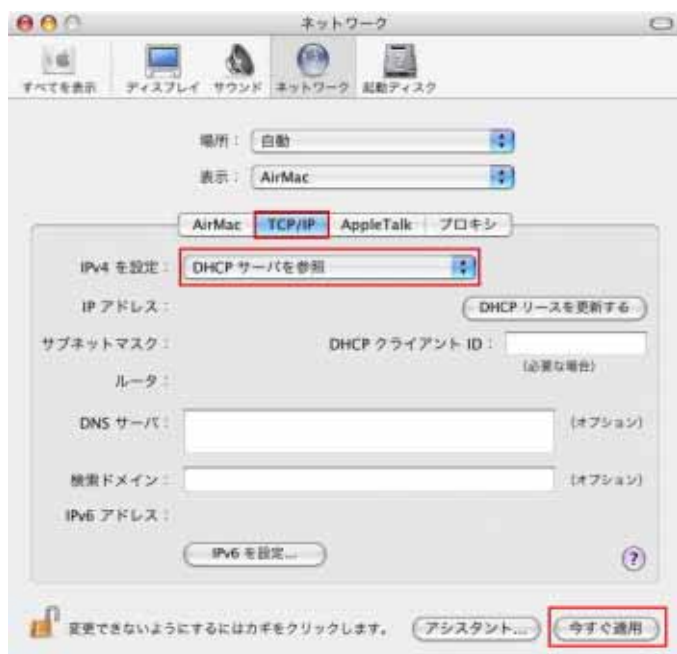 ネットワーク
すべてを表示 ディスプレイ サウンド ネットワーク 起動ディスク
場所： 自動
表示： AirMac
AirMac TCP/IP AppleTalk プロキシ
IPv4 を設定： DHCP サーバを参照
IP アドレス： DHCP リースを更新する
サブネットマスク： DHCP クライアント ID：
ルータ： （必要な場合）
DNS サーバ： （オプション）
検索ドメイン： （オプション）
IPv6 アドレス：
IPv6 を設定... ?
変更できないようにするにはカギをクリックします。 アシスタント... 今すぐ適用